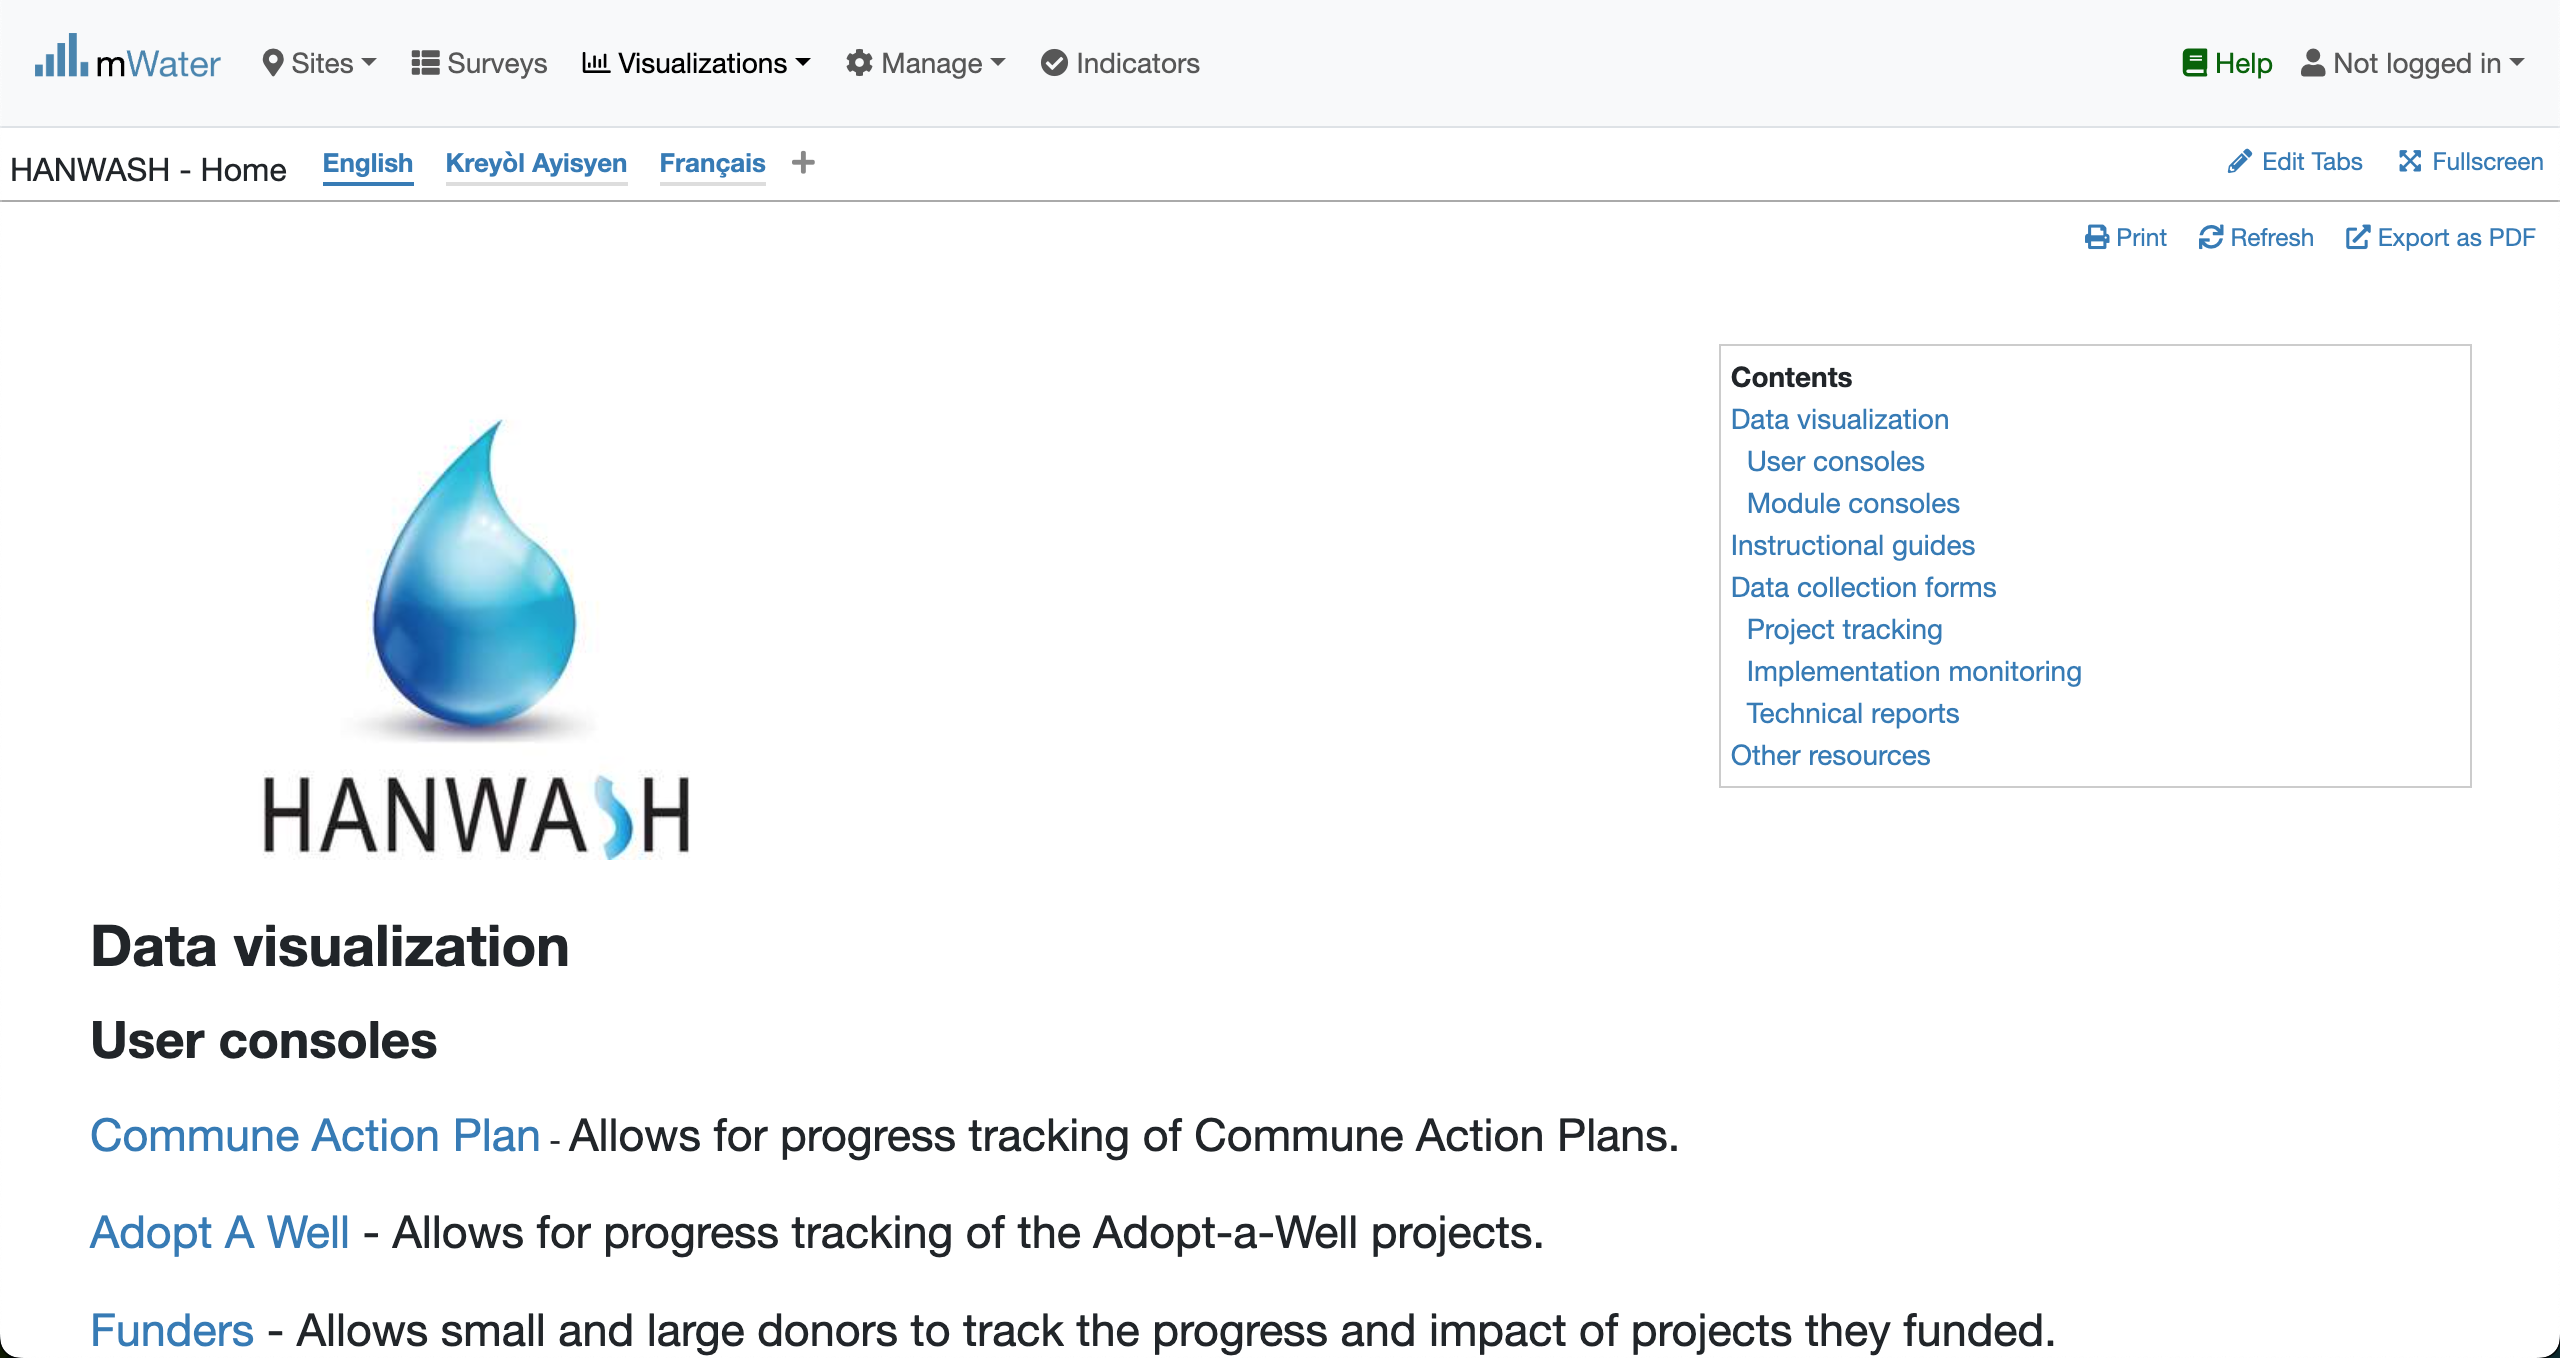 mWater Sites Surveys Visualizations Manage Indicators Help Not logged in
HANWASH - Home English Kreyòl Ayisyen Français + Edit Tabs Fullscreen
Print Refresh Export as PDF
Contents
Data visualization
User consoles
Module consoles
Instructional guides
Data collection forms
Project tracking
Implementation monitoring
Technical reports
Other resources
HANWASH
Data visualization
User consoles
Commune Action Plan - Allows for progress tracking of Commune Action Plans.
Adopt A Well - Allows for progress tracking of the Adopt-a-Well projects.
Funders - Allows small and large donors to track the progress and impact of projects they funded.